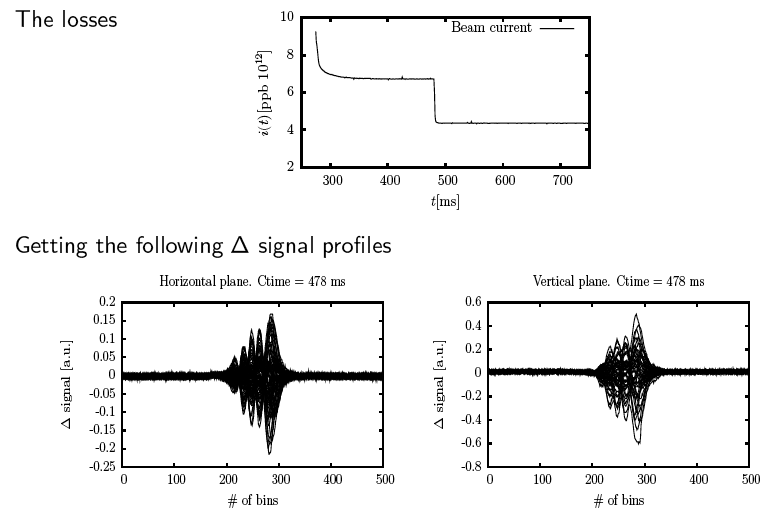 The losses
Beam current
i(t)[ppb 10¹²]
10
8
6
4
2
300 400 500 600 700
t[ms]
Getting the following Δ signal profiles
Horizontal plane. Ctime = 478 ms
Δ signal [a.u.]
0.2
0.15
0.1
0.05
0
-0.05
-0.1
-0.15
-0.2
-0.25
0 100 200 300 400 500
# of bins
Vertical plane. Ctime = 478 ms
Δ signal [a.u.]
0.6
0.4
0.2
0
-0.2
-0.4
-0.6
-0.8
0 100 200 300 400 500
# of bins